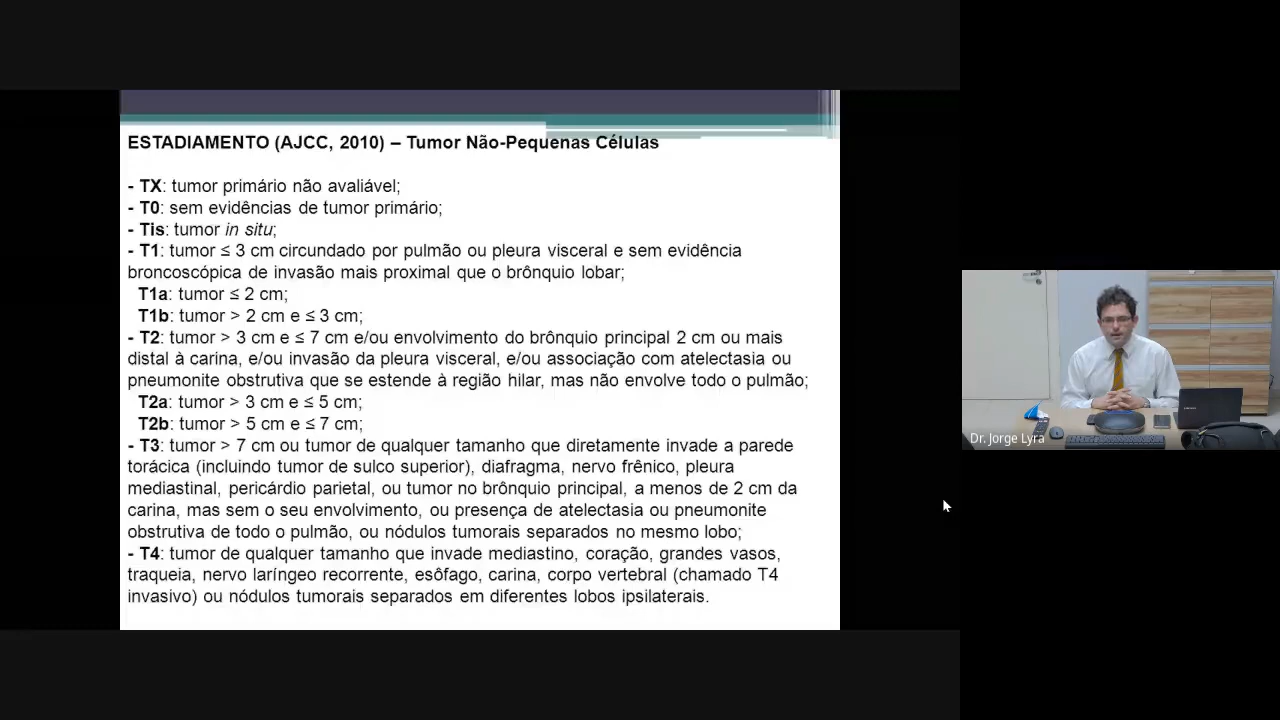 ESTADIAMENTO (AJCC, 2010) – Tumor Não-Pequenas Células
- TX: tumor primário não avaliável;
- T0: sem evidências de tumor primário;
- Tis: tumor in situ;
- T1: tumor ≤ 3 cm circundado por pulmão ou pleura visceral e sem evidência
broncoscópica de invasão mais proximal que o brônquio lobar;
T1a: tumor ≤ 2 cm;
T1b: tumor > 2 cm e ≤ 3 cm;
- T2: tumor > 3 cm e ≤ 7 cm e/ou envolvimento do brônquio principal 2 cm ou mais
distal à carina, e/ou invasão da pleura visceral, e/ou associação com atelectasia ou
pneumonite obstrutiva que se estende à região hilar, mas não envolve todo o pulmão;
T2a: tumor > 3 cm e ≤ 5 cm;
T2b: tumor > 5 cm e ≤ 7 cm;
- T3: tumor > 7 cm ou tumor de qualquer tamanho que diretamente invade a parede
torácica (incluindo tumor de sulco superior), diafragma, nervo frênico, pleura
mediastinal, pericárdio parietal, ou tumor no brônquio principal, a menos de 2 cm da
carina, mas sem o seu envolvimento, ou presença de atelectasia ou pneumonite
obstrutiva de todo o pulmão, ou nódulos tumorais separados no mesmo lobo;
- T4: tumor de qualquer tamanho que invade mediastino, coração, grandes vasos,
traqueia, nervo laríngeo recorrente, esôfago, carina, corpo vertebral (chamado T4
invasivo) ou nódulos tumorais separados em diferentes lobos ipsilaterais.
Dr. Jorge Lyra